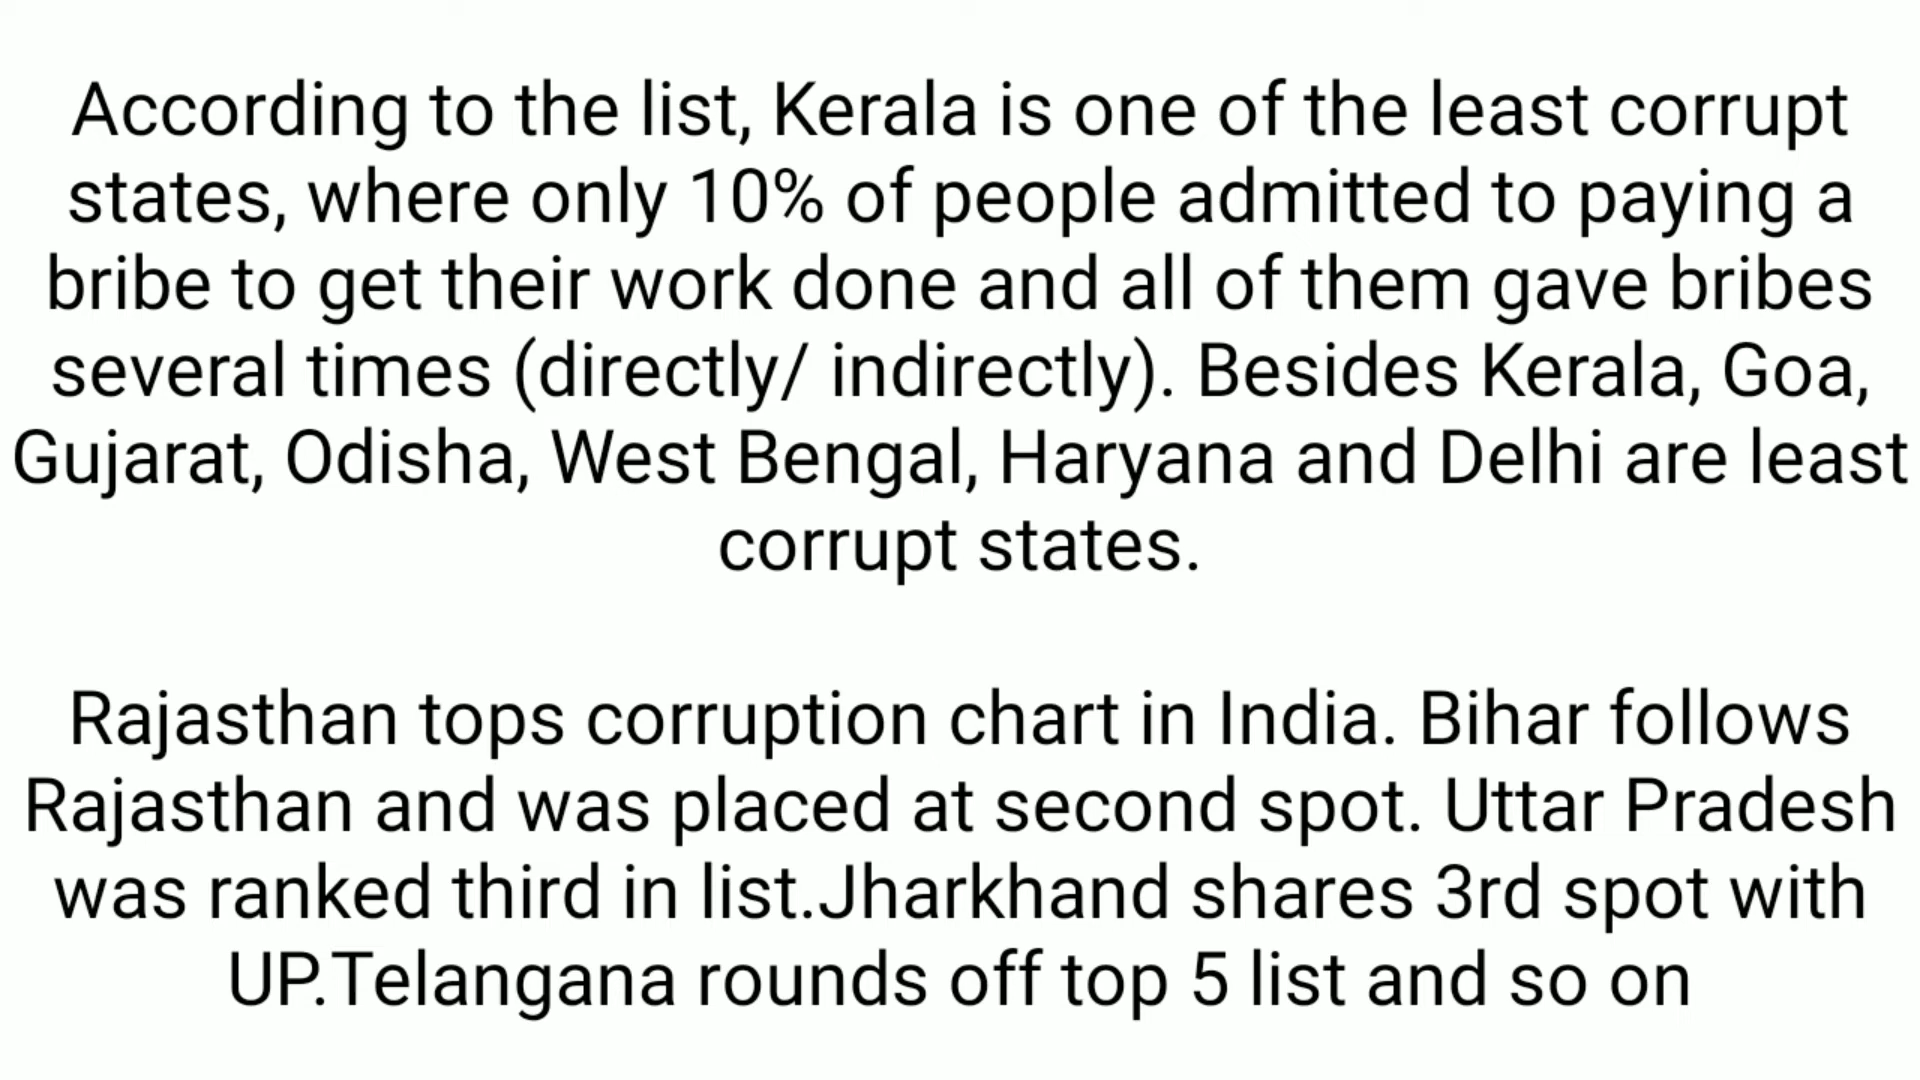 According to the list, Kerala is one of the least corrupt
states, where only 10% of people admitted to paying a
bribe to get their work done and all of them gave bribes
several times (directly/ indirectly). Besides Kerala, Goa,
Gujarat, Odisha, West Bengal, Haryana and Delhi are least
corrupt states.
Rajasthan tops corruption chart in India. Bihar follows
Rajasthan and was placed at second spot. Uttar Pradesh
was ranked third in list.Jharkhand shares 3rd spot with
UP.Telangana rounds off top 5 list and so on